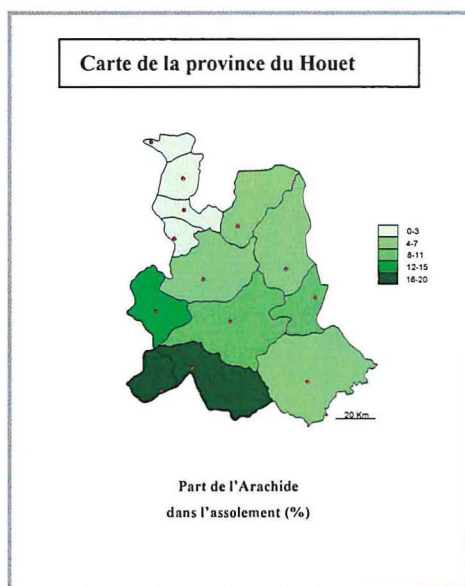 Carte de la province du Houet
0-3
4-7
8-11
12-15
16-20
20 Km
Part de l'Arachide
dans l'assolement (%)